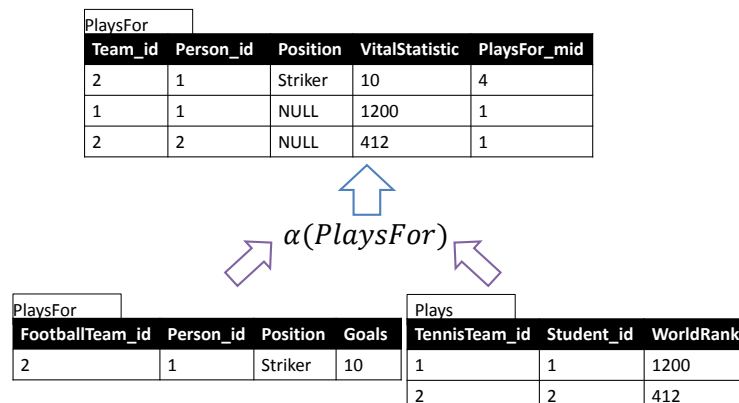 PlaysFor
Team_id Person_id Position VitalStatistic PlaysFor_mid
2 1 Striker 10 4
1 1 NULL 1200 1
2 2 NULL 412 1
α(PlaysFor)
PlaysFor
FootballTeam_id Person_id Position Goals
2 1 Striker 10
Plays
TennisTeam_id Student_id WorldRank
1 1 1200
2 2 412